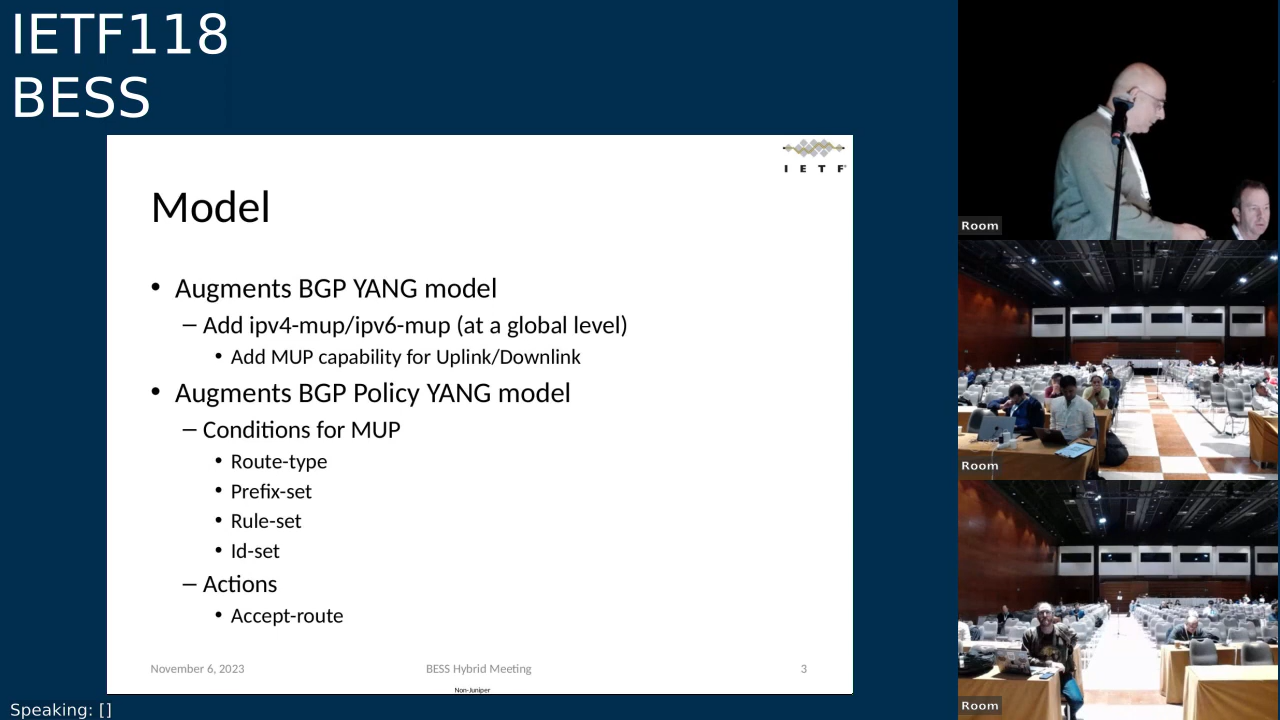 IETF118
BESS
I E T F
Model
• Augments BGP YANG model
– Add ipv4-mup/ipv6-mup (at a global level)
• Add MUP capability for Uplink/Downlink
• Augments BGP Policy YANG model
– Conditions for MUP
• Route-type
• Prefix-set
• Rule-set
• Id-set
– Actions
• Accept-route
November 6, 2023
BESS Hybrid Meeting
3
Non-Juniper
Speaking: []
Room
Room
Room